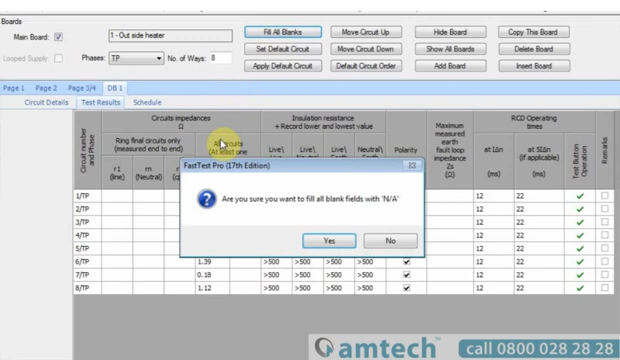 Boards
Main Board:
1 - Out side heater
Fill All Blanks
Move Circuit Up
Hide Board
Copy This Board
Looped Supply:
Phases:
TP
No. of Ways: 8
Set Default Circuit
Move Circuit Down
Show All Boards
Delete Board
Apply Default Circuit
Default Circuit Order
Add Board
Insert Board
Page 1
Page 2
Page 3/4
DB 1
Circuit Details
Test Results
Schedule
Circuit number and Phase
Circuits impedances
Ω
Ring final circuits only
(measured end to end)
r1
(line)
rn
(Neutral)
(At least one
Insulation resistance
+ Record lower and lowest value
Live\
Live\
Live\
Neutral\
Polarity
Maximum
measured
earth
fault loop
impedance
Zs
(Ω)
RCD Operating
times
at IΔn
(ms)
at 5IΔn
(if applicable)
(ms)
Test Button Operation
Remarks
FastTest Pro (17th Edition)
Are you sure you want to fill all blank fields with 'N/A'
Yes
No
1/TP 12 22
2/TP 12 22
3/TP 12 22
4/TP 12 22
5/TP 12 22
6/TP 1.39 >500 >500 >500 >500 12 22
7/TP 0.18 >500 >500 >500 >500 12 22
8/TP 1.12 >500 >500 >500 >500 12 22
amtech™
call 0800 028 28 28